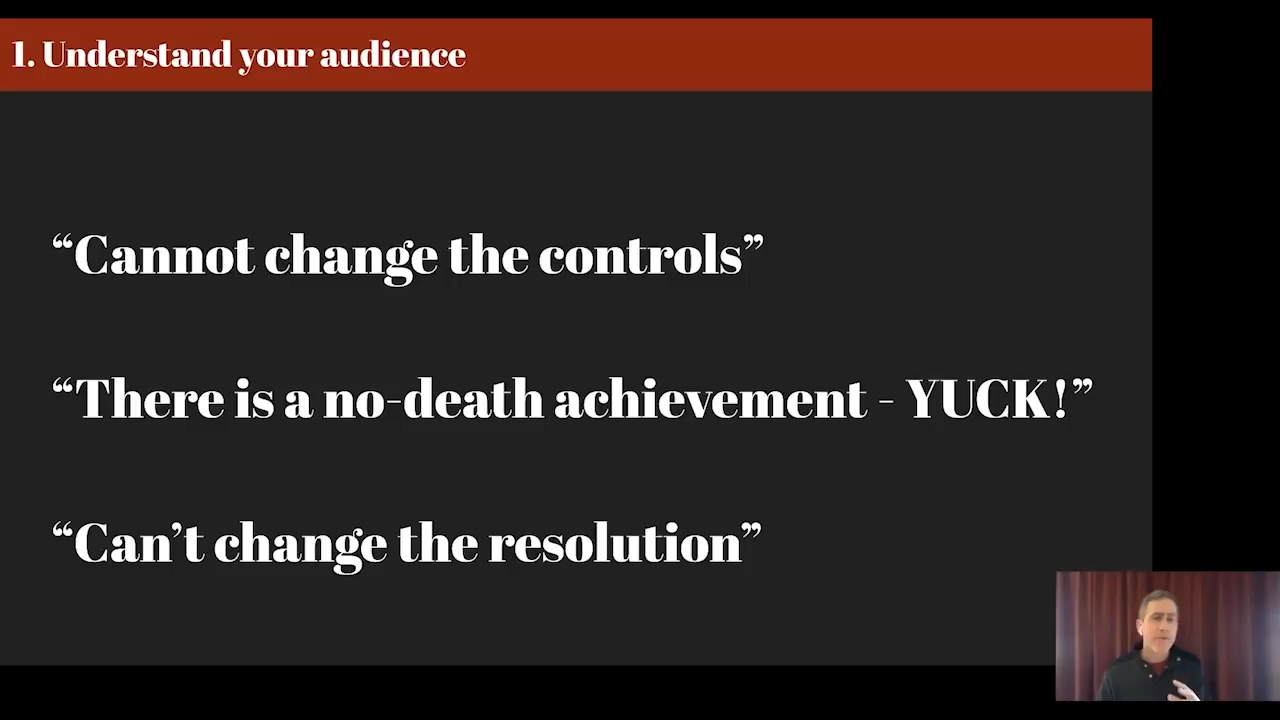 1. Understand your audience
“Cannot change the controls”
“There is a no-death achievement - YUCK!”
“Can’t change the resolution”